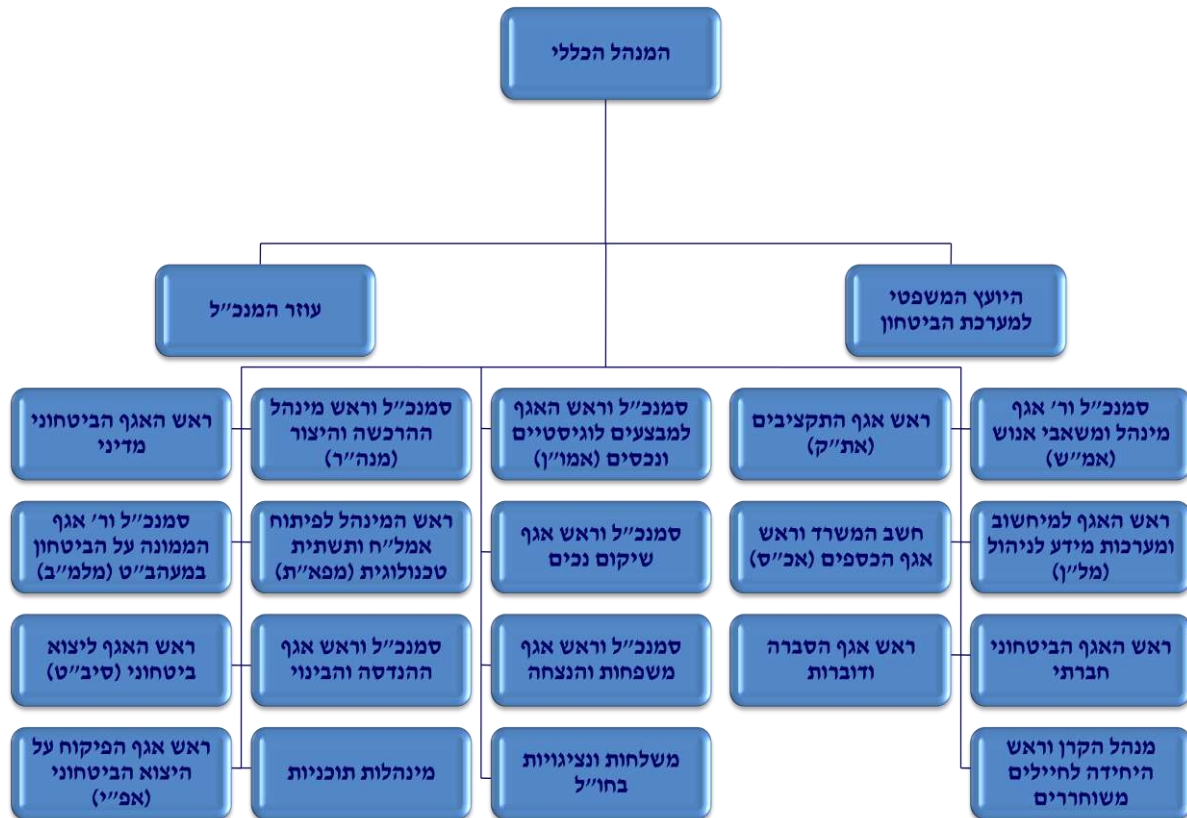 המנהל הכללי
היועץ המשפטי
למערכת הביטחון
עוזר המנכ״ל
סמנכ״ל ור׳ אגף
מינהל ומשאבי אנוש
(אמ״ש)
ראש אגף התקציבים
(את״ק)
סמנכ״ל וראש האגף
למבצעים לוגיסטיים
ונכסים (אמו״ן)
סמנכ״ל וראש מינהל
ההרכשה והיצור
(מנה״ר)
ראש האגף הביטחוני
מדיני
ראש האגף למיחשוב
ומערכות מידע לניהול
(מל״ן)
חשב המשרד וראש
אגף הכספים (אכ״ס)
סמנכ״ל וראש אגף
שיקום נכים
ראש המינהל לפיתוח
אמל״ח ותשתית
טכנולוגית (מפא״ת)
סמנכ״ל ור׳ אגף
הממונה על הביטחון
במעהב״ט (מלמ״ב)
ראש האגף הביטחוני
חברתי
ראש אגף הסברה
ודוברות
סמנכ״ל וראש אגף
משפחות והנצחה
סמנכ״ל וראש אגף
ההנדסה והבינוי
ראש האגף ליצוא
ביטחוני (סיב״ט)
מנהל הקרן וראש
היחידה לחיילים
משוחררים
משלחות ונציגויות
בחו״ל
מינהלות תוכניות
ראש אגף הפיקוח על
היצוא הביטחוני
(אפ״י)